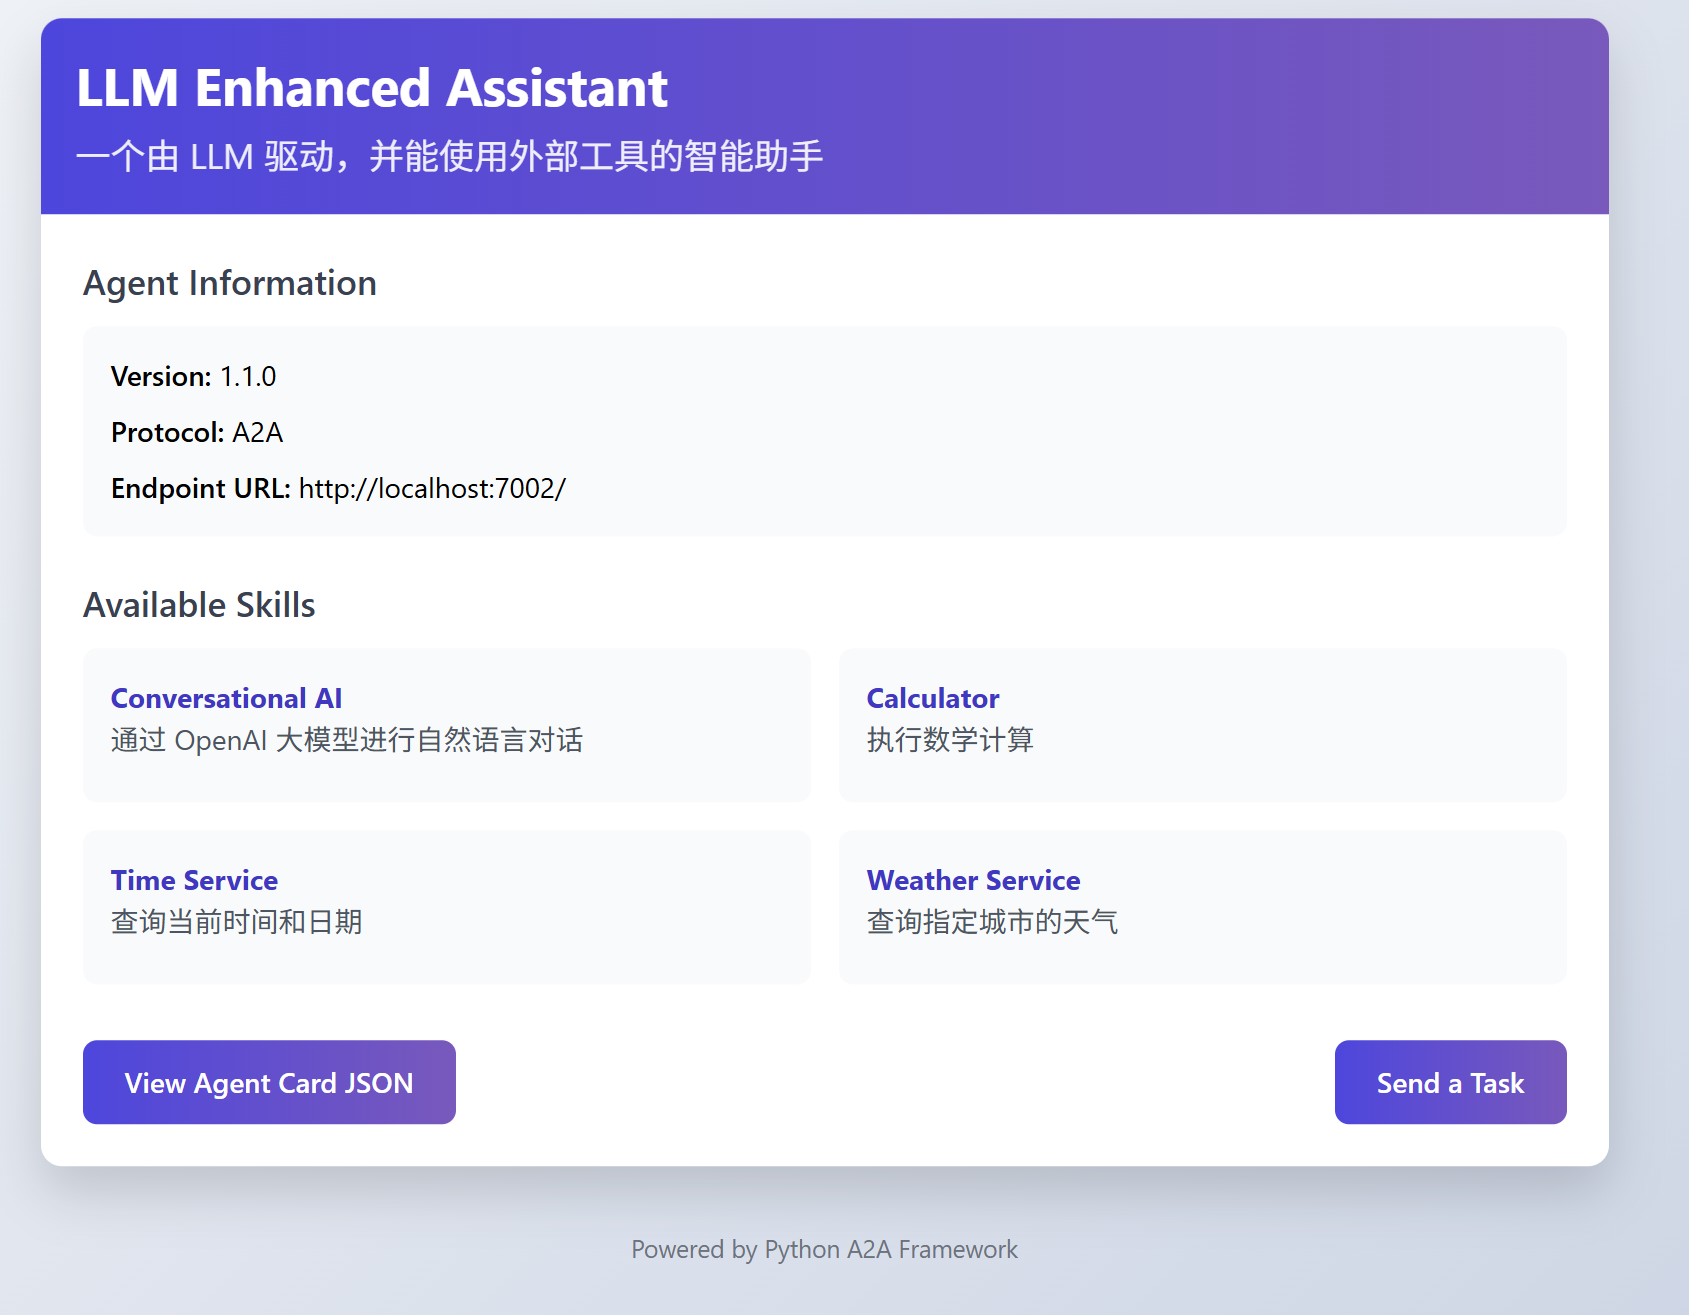 LLM Enhanced Assistant
一个由 LLM 驱动，并能使用外部工具的智能助手
Agent Information
Version: 1.1.0
Protocol: A2A
Endpoint URL: http://localhost:7002/
Available Skills
Conversational AI
通过 OpenAI 大模型进行自然语言对话
Calculator
执行数学计算
Time Service
查询当前时间和日期
Weather Service
查询指定城市的天气
View Agent Card JSON
Send a Task
Powered by Python A2A Framework